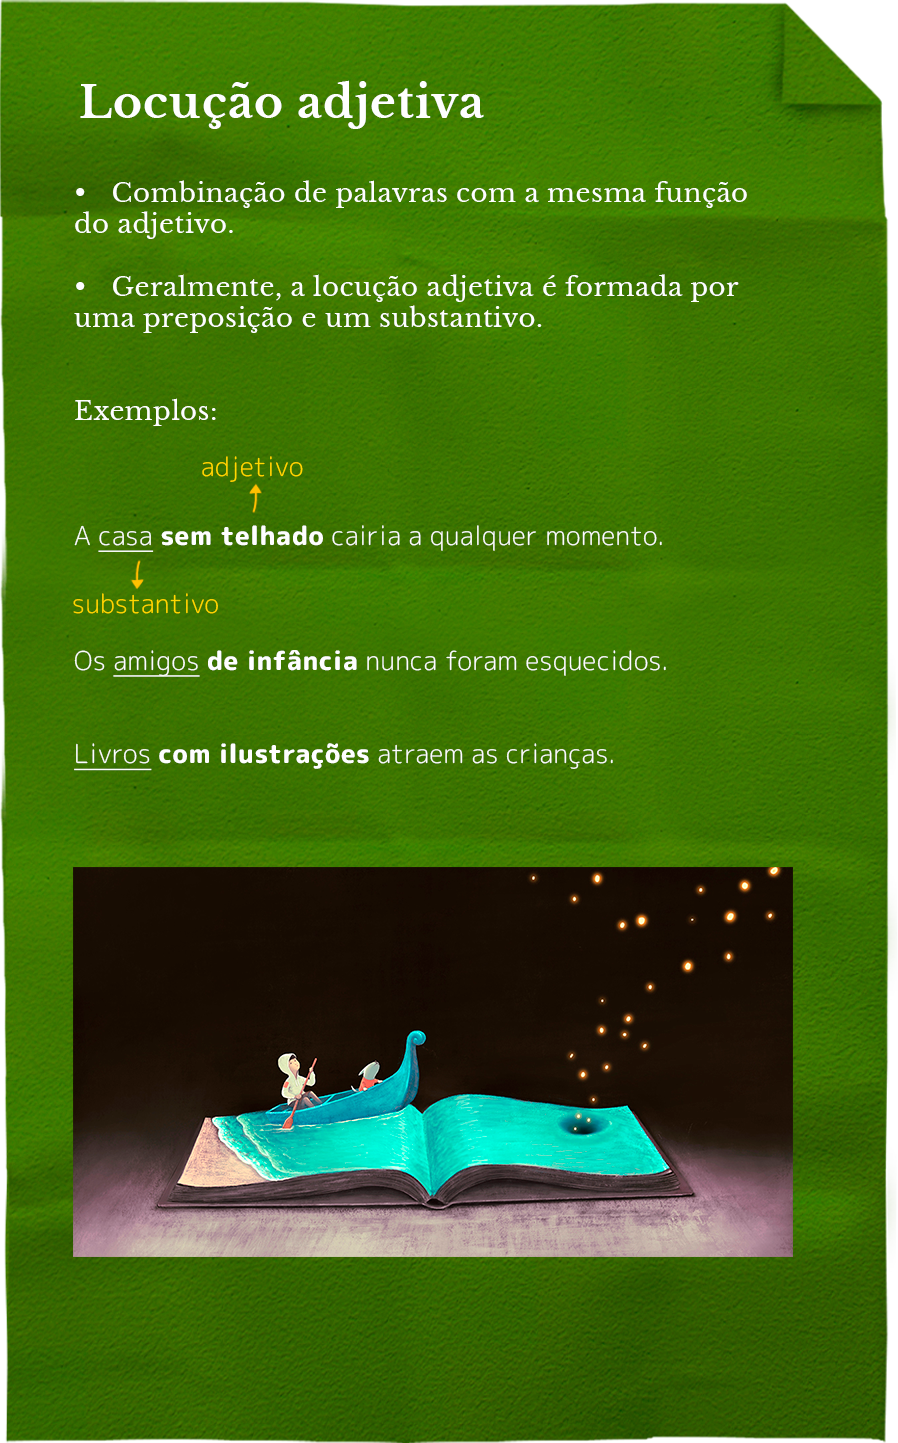 Locução adjetiva
• Combinação de palavras com a mesma função
do adjetivo.
• Geralmente, a locução adjetiva é formada por
uma preposição e um substantivo.
Exemplos:
adjetivo
A casa sem telhado cairia a qualquer momento.
substantivo
Os amigos de infância nunca foram esquecidos.
Livros com ilustrações atraem as crianças.